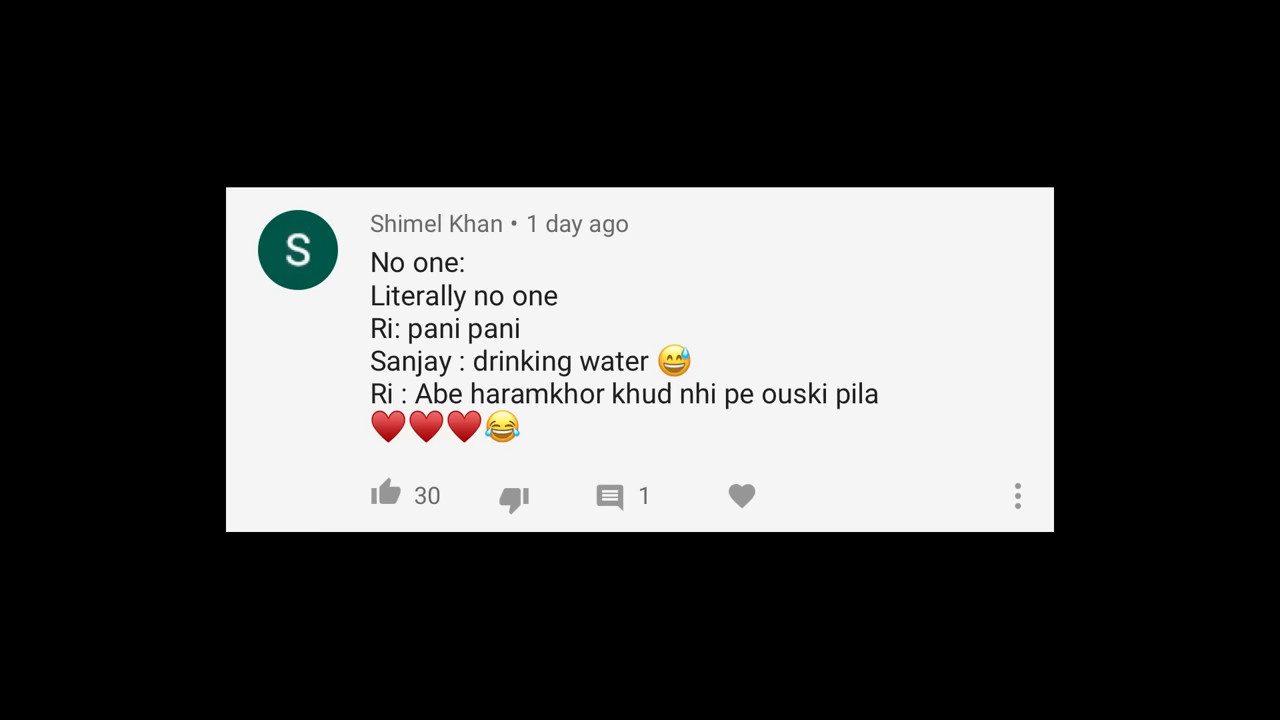 S
Shimel Khan • 1 day ago
No one:
Literally no one
Ri: pani pani
Sanjay : drinking water 😅
Ri : Abe haramkhor khud nhi pe ouski pila
♥️♥️♥️😂
30 1